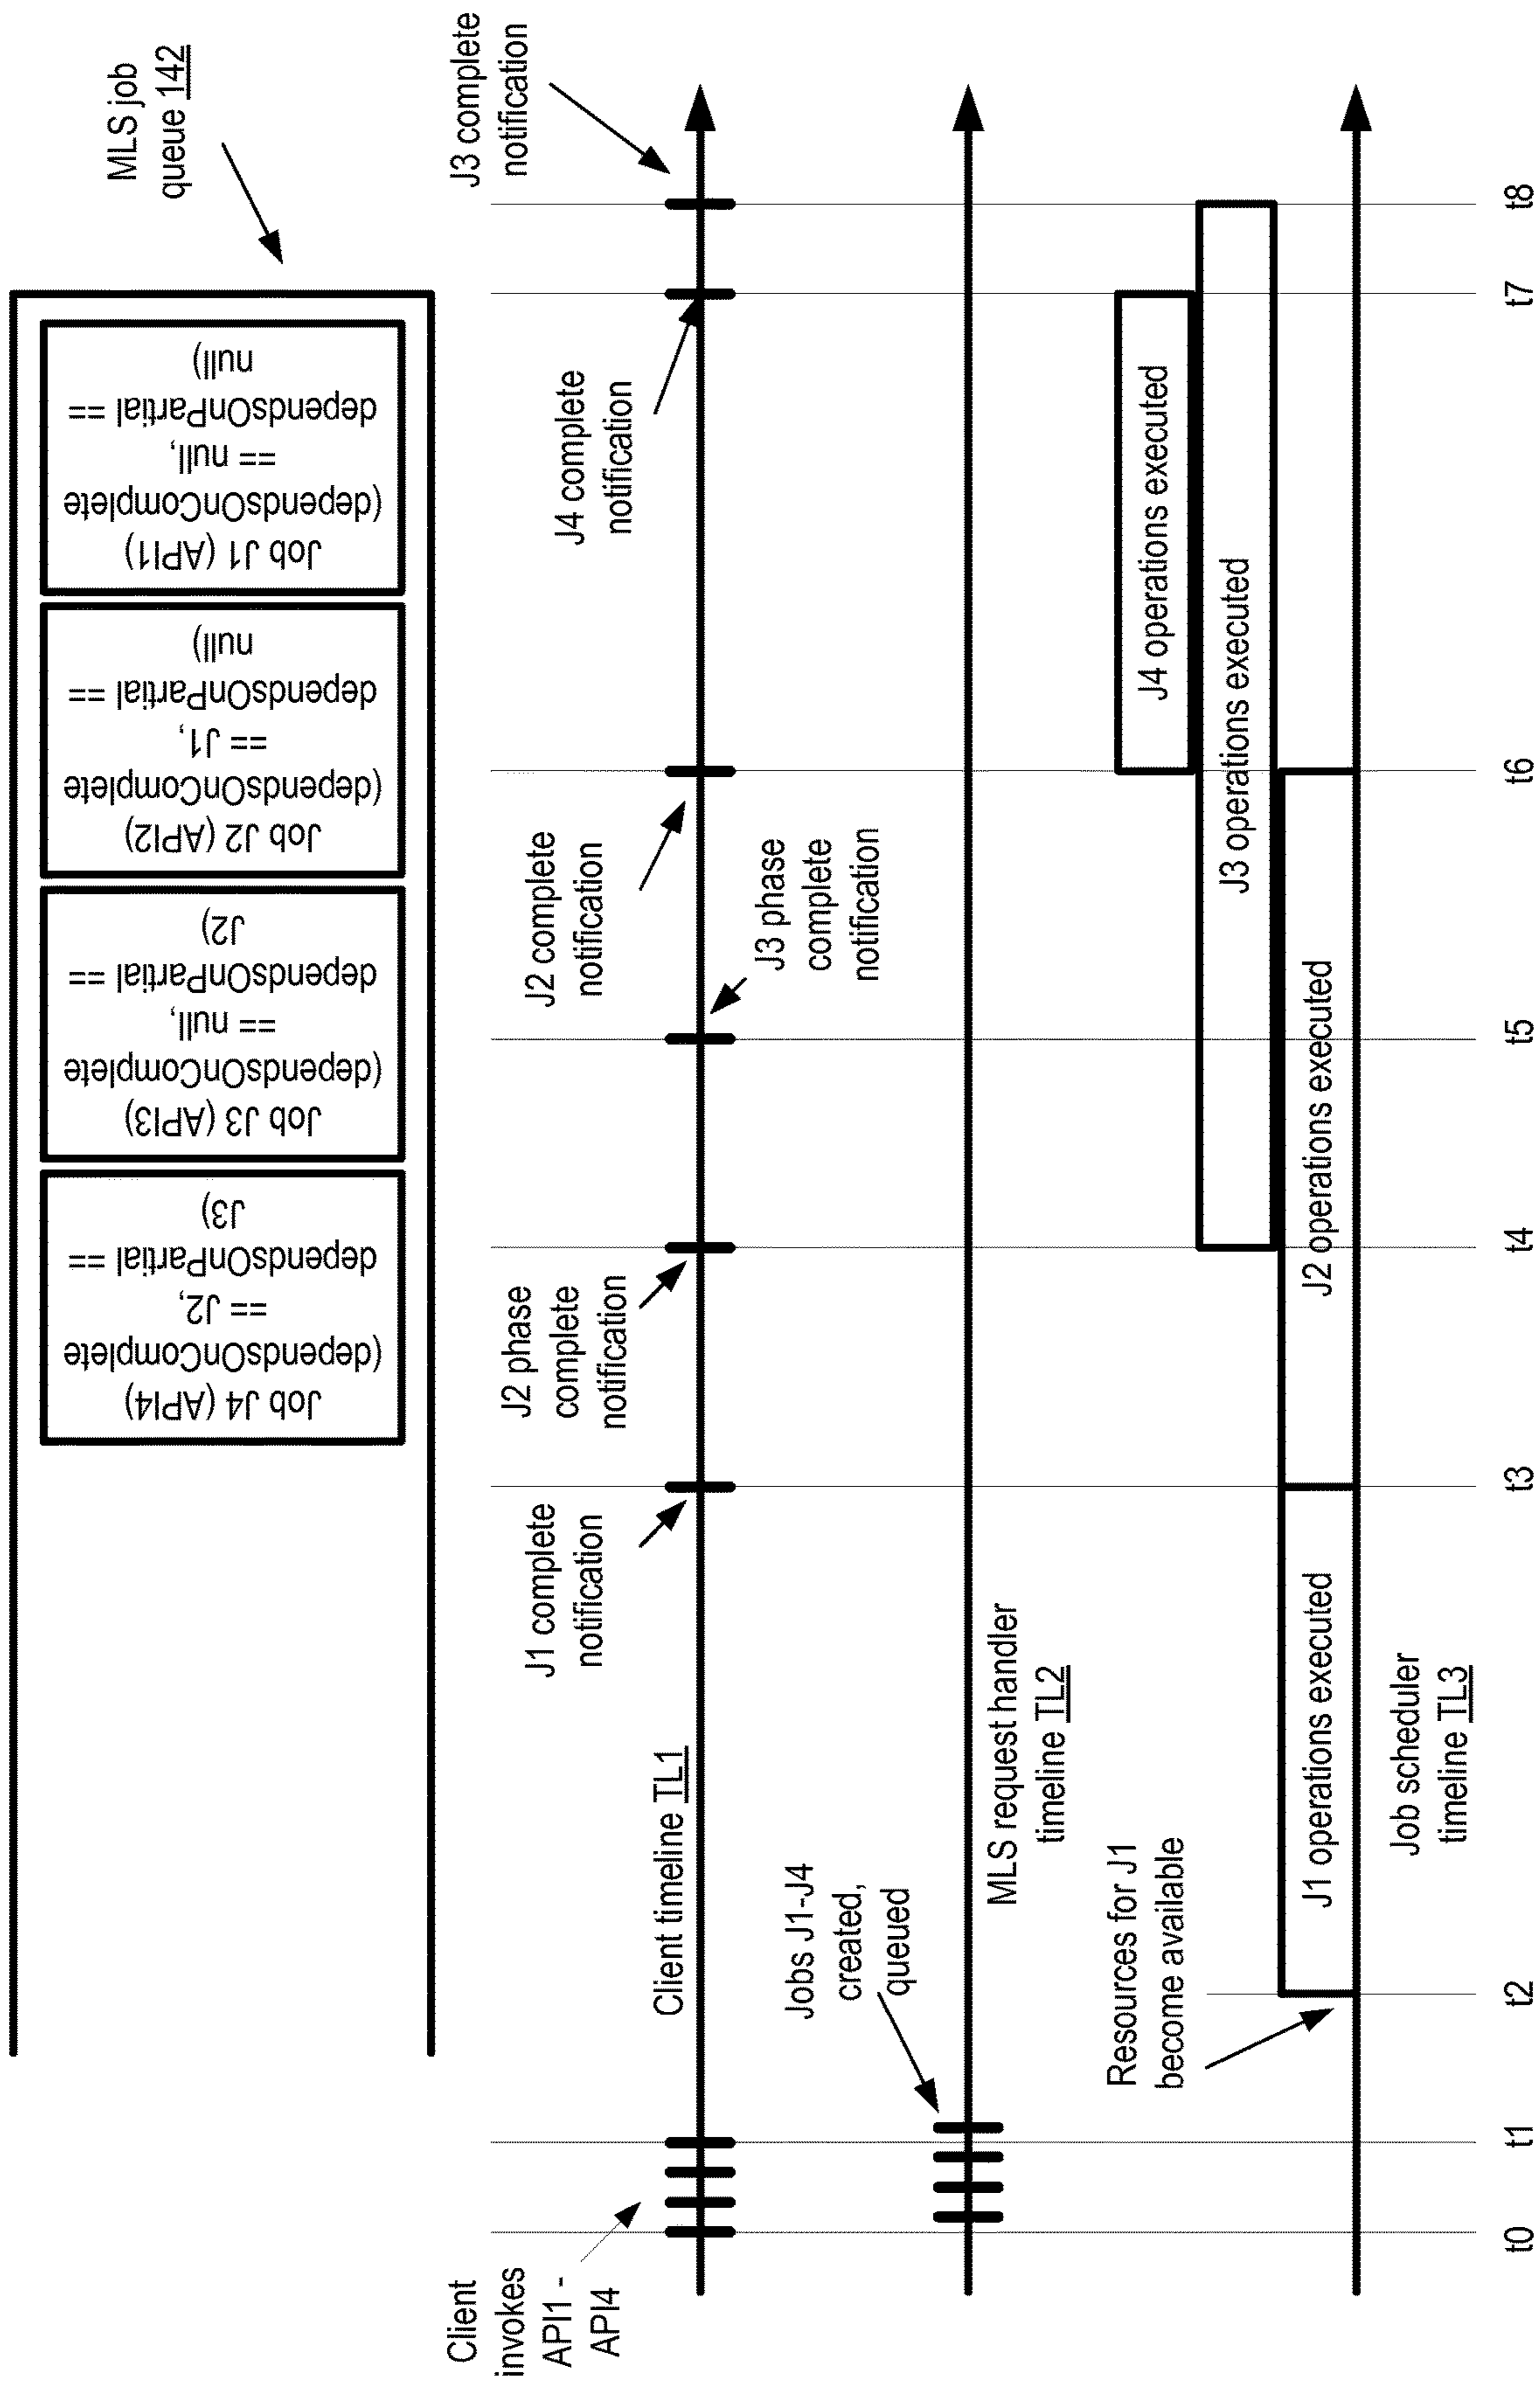 MLS job
queue 142
Job J4 (API4)
(dependsOnComplete
== J2,
dependsOnPartial ==
J3)
Job J3 (API3)
(dependsOnComplete
== null,
dependsOnPartial ==
J2)
Job J2 (API2)
(dependsOnComplete
== J1,
dependsOnPartial ==
null)
Job J1 (API1)
(dependsOnComplete
== null,
dependsOnPartial ==
null)
Client
invokes
API1 -
API4
J1 complete
notification
J2 phase
complete
notification
J2 complete
notification
J3 phase
complete
notification
J4 complete
notification
J3 complete
notification
Client timeline TL1
Jobs J1-J4
created,
queued
MLS request handler
timeline TL2
Resources for J1
become available
J1 operations executed
J2 operations executed
J3 operations executed
J4 operations executed
Job scheduler
timeline TL3
t0
t1
t2
t3
t4
t5
t6
t7
t8